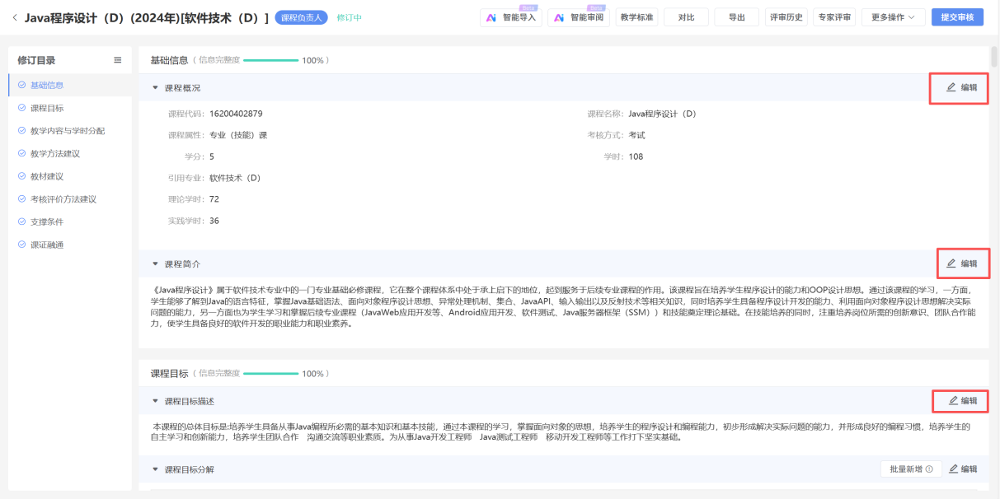 Java程序设计（D）(2024年)[软件技术（D）] 课程负责人 修订中 Beta 智能导入 Beta 智能审阅 教学标准 对比 导出 评审历史 专家评审 更多操作 提交审核
修订目录
基础信息
课程目标
教学内容与学时分配
教学方法建议
教材建议
考核评价方法建议
支撑条件
课证融通
基础信息（信息完整度 100%）
课程概况 编辑
课程代码: 16200402879 课程名称: Java程序设计（D）
课程属性: 专业（技能）课 考核方式: 考试
学分: 5 学时: 108
引用专业: 软件技术（D）
理论学时: 72
实践学时: 36
课程简介 编辑
《Java程序设计》属于软件技术专业中的一门专业基础必修课程，它在整个课程体系中处于承上启下的地位，起到服务于后续专业课程的作用。该课程旨在培养学生程序设计的能力和OOP设计思想。通过该课程的学习，一方面，
学生能够了解到Java的语言特征，掌握Java基础语法、面向对象程序设计思想、异常处理机制、集合、JavaAPI、输入输出以及反射技术等相关知识，同时培养学生具备程序设计开发的能力、利用面向对象程序设计思想解决实际
问题的能力，另一方面也为学生学习和掌握后续专业课程（JavaWeb应用开发等、Android应用开发、软件测试，Java服务器框架（SSM））和技能奠定理论基础。在技能培养的同时，注重培养岗位所需的创新意识、团队合作能
力，使学生具备良好的软件开发的职业能力和职业素养。
课程目标（信息完整度 100%）
课程目标描述 编辑
本课程的总体目标是:培养学生具备从事Java编程所必需的基本知识和基本技能，通过本课程的学习，掌握面向对象的思想，培养学生的程序设计和编程能力，初步形成解决实际问题的能力，并形成良好的编程习惯，培养学生的
自主学习和创新能力，培养学生团队合作 沟通交流等职业素质。为从事Java开发工程师 Java测试工程师 移动开发工程师等工作打下坚实基础。
课程目标分解 批量新增 编辑